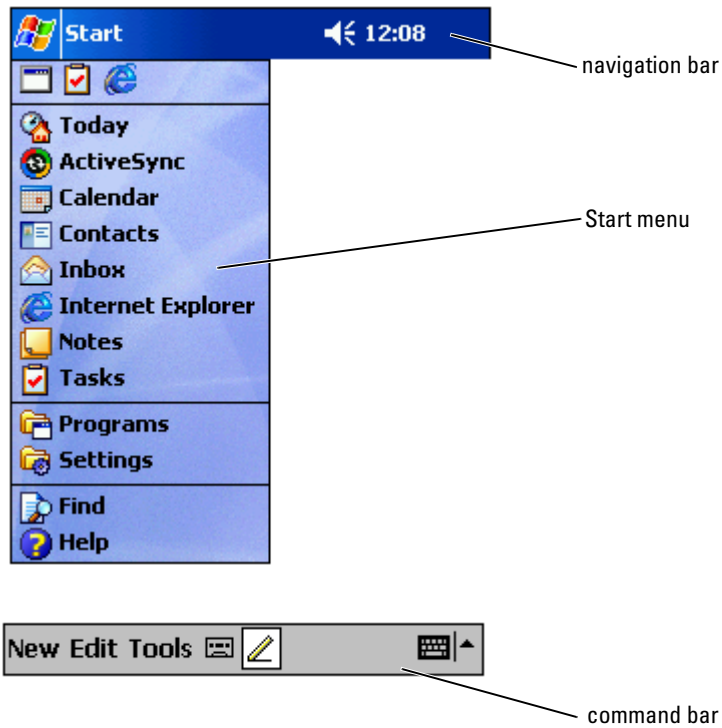 Start 12:08
navigation bar
Today
ActiveSync
Calendar
Contacts
Start menu
Inbox
Internet Explorer
Notes
Tasks
Programs
Settings
Find
Help
New Edit Tools
command bar